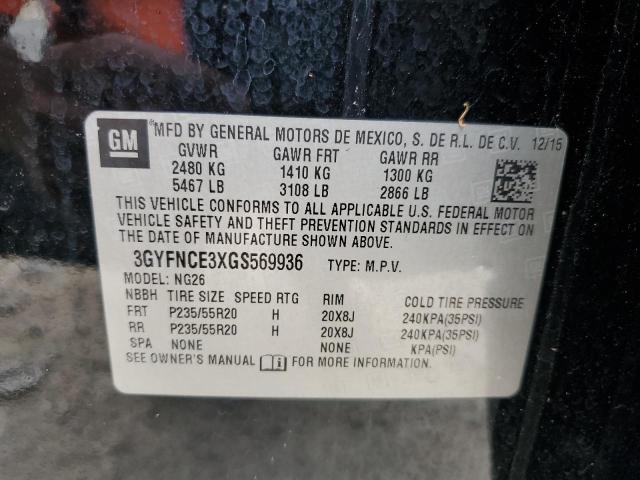 GM
MFD BY GENERAL MOTORS DE MEXICO, S. DE R.L. DE C.V. 12/15
GVWR GAWR FRT GAWR RR
2480 KG 1410 KG 1300 KG
5467 LB 3108 LB 2866 LB
THIS VEHICLE CONFORMS TO ALL APPLICABLE U.S. FEDERAL MOTOR
VEHICLE SAFETY AND THEFT PREVENTION STANDARDS IN EFFECT ON
THE DATE OF MANUFACTURE SHOWN ABOVE.
3GYFNCE3XGS569936 TYPE: M.P.V.
MODEL: NG26
NBBH TIRE SIZE SPEED RTG RIM COLD TIRE PRESSURE
FRT P235/55R20 H 20X8J 240KPA(35PSI)
RR P235/55R20 H 20X8J 240KPA(35PSI)
SPA NONE NONE KPA(PSI)
SEE OWNER'S MANUAL FOR MORE INFORMATION.